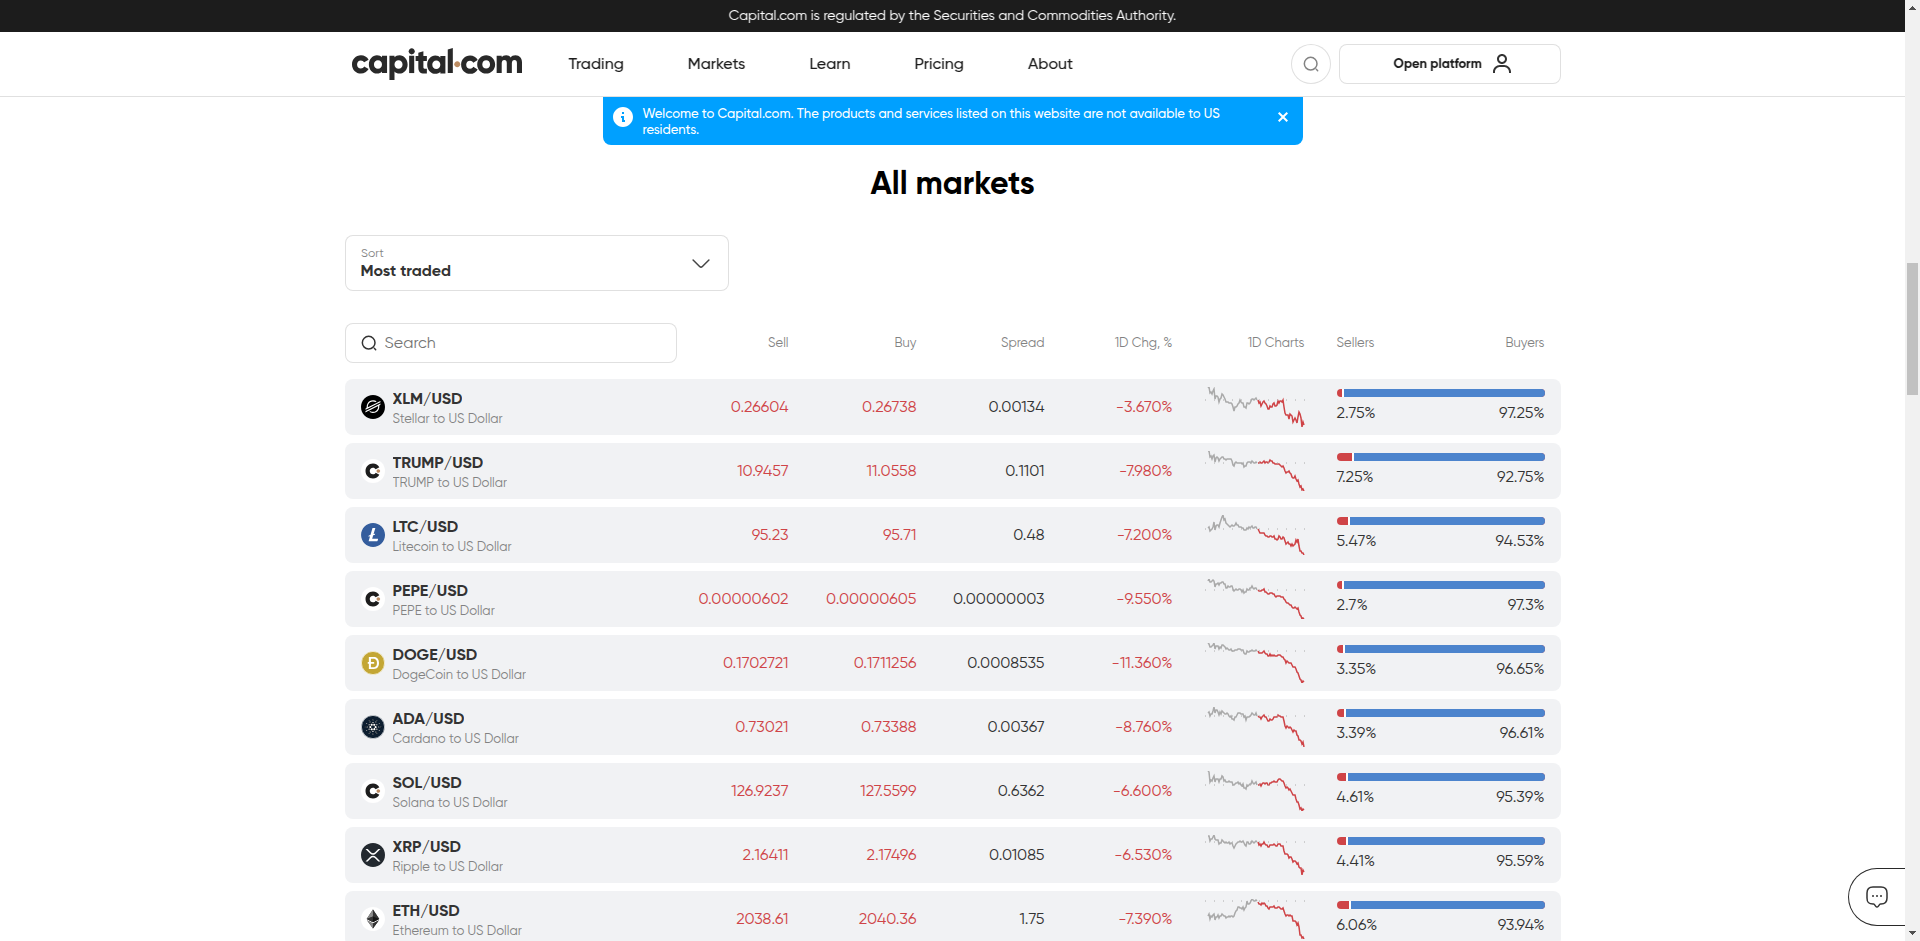 Capital.com is regulated by the Securities and Commodities Authority.
capital.com Trading Markets Learn Pricing About Open platform
Welcome to Capital.com. The products and services listed on this website are not available to US
residents.
All markets
Sort
Most traded
Search Sell Buy Spread 1D Chg, % 1D Charts Sellers Buyers
XLM/USD
Stellar to US Dollar
0.26604 0.26738 0.00134 -3.670% 2.75% 97.25%
TRUMP/USD
TRUMP to US Dollar
10.9457 11.0558 0.1101 -7.980% 7.25% 92.75%
LTC/USD
Litecoin to US Dollar
95.23 95.71 0.48 -7.200% 5.47% 94.53%
PEPE/USD
PEPE to US Dollar
0.00000602 0.00000605 0.00000003 -9.550% 2.7% 97.3%
DOGE/USD
DogeCoin to US Dollar
0.1702721 0.1711256 0.0008535 -11.360% 3.35% 96.65%
ADA/USD
Cardano to US Dollar
0.73021 0.73388 0.00367 -8.760% 3.39% 96.61%
SOL/USD
Solana to US Dollar
126.9237 127.5599 0.6362 -6.600% 4.61% 95.39%
XRP/USD
Ripple to US Dollar
2.16411 2.17496 0.01085 -6.530% 4.41% 95.59%
ETH/USD
Ethereum to US Dollar
2038.61 2040.36 1.75 -7.390% 6.06% 93.94%